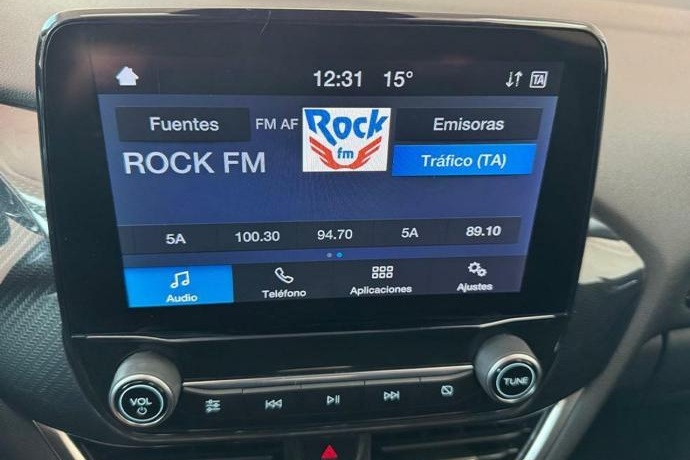 12:31 15° TA
Fuentes FM AF Rock fm Emisoras
ROCK FM Tráfico (TA)
5A 100.30 94.70 5A 89.10
Audio Teléfono Aplicaciones Ajustes
VOL TUNE